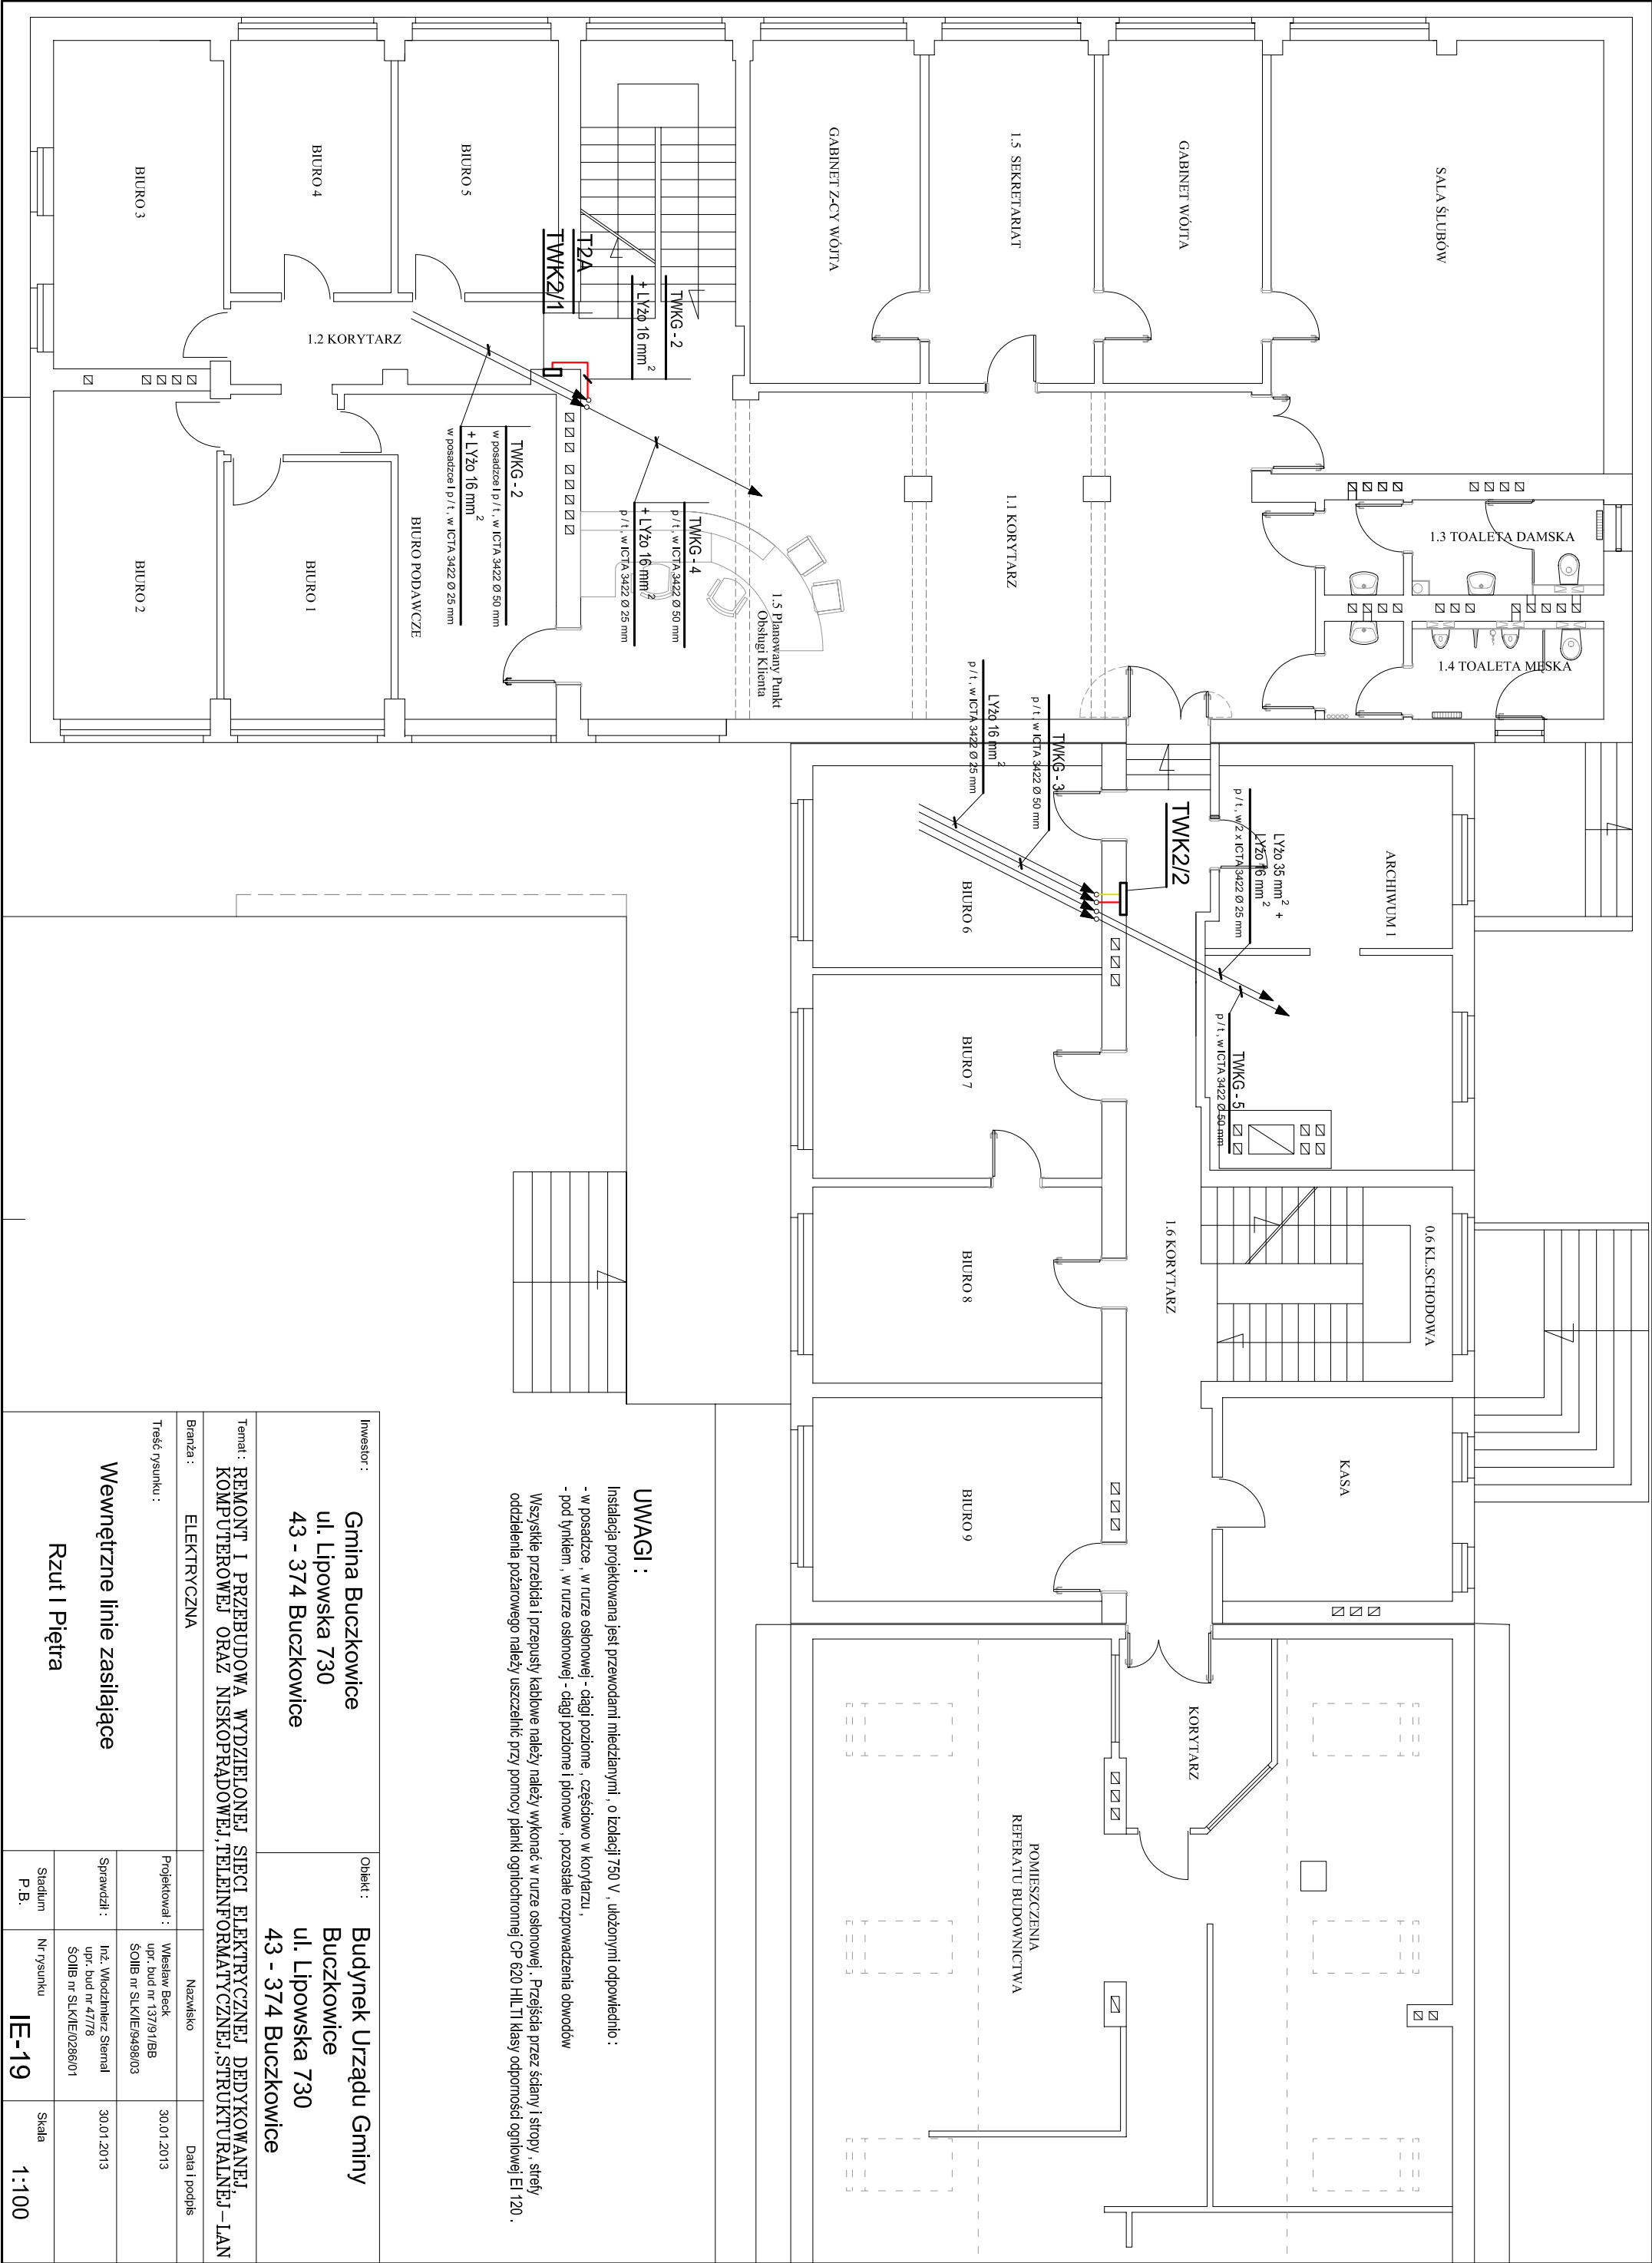 SALA ŚLUBÓW
GABINET WÓJTA
1.5 SEKRETARIAT
GABINET Z-CY WÓJTA
BIURO 5
BIURO 4
BIURO 3
1.3 TOALETA DAMSKA
1.4 TOALETA MĘSKA
1.1 KORYTARZ
1.2 KORYTARZ
T2A
TWK2/1
TWKG - 2
+ LYżo 16 mm²
TWKG - 4
p / t , w ICTA 3422 Ø 50 mm
+ LYżo 16 mm²
p / t , w ICTA 3422 Ø 25 mm
TWKG - 2
w posadzce i p / t , w ICTA 3422 Ø 50 mm
+ LYżo 16 mm²
w posadzce i p / t , w ICTA 3422 Ø 25 mm
1.5 Planowany Punkt
Obsługi Klienta
BIURO PODAWCZE
BIURO 1
BIURO 2
ARCHIWUM 1
LYżo 35 mm² +
LYżo 16 mm²
p / t , w 2 x ICTA 3422 Ø 25 mm
TWK2/2
TWKG - 3
p / t , w ICTA 3422 Ø 50 mm
LYżo 16 mm²
p / t , w ICTA 3422 Ø 25 mm
TWKG - 5
p / t , w ICTA 3422 Ø 50 mm
BIURO 6
BIURO 7
BIURO 8
BIURO 9
1.6 KORYTARZ
0.6 KL.SCHODOWA
KASA
KORYTARZ
POMIESZCZENIA
REFERATU BUDOWNICTWA
UWAGI :
Instalacja projektowana jest przewodami miedzianymi , o izolacji 750 V , ułożonymi odpowiednio :
- w posadzce , w rurze osłonowej - ciągi poziome , częściowo w korytarzu ,
- pod tynkiem , w rurze osłonowej - ciągi poziome i pionowe , pozostałe rozprowadzenia obwodów
Wszystkie przebicia i przepusty kablowe należy należy wykonać w rurze osłonowej . Przejścia przez ściany i stropy , strefy
oddzielenia pożarowego należy uszczelnić przy pomocy pianki ogniochronnej CP 620 HILTI klasy odporności ogniowej EI 120 .
Inwestor :
Gmina Buczkowice
ul. Lipowska 730
43 - 374 Buczkowice
Obiekt :
Budynek Urządu Gminy
Buczkowice
ul. Lipowska 730
43 - 374 Buczkowice
Temat : REMONT I PRZEBUDOWA WYDZIELONEJ SIECI ELEKTRYCZNEJ DEDYKOWANEJ,
KOMPUTEROWEJ ORAZ NISKOPRĄDOWEJ,TELEINFORMATYCZNEJ,STRUKTURALNEJ-LAN
Branża : ELEKTRYCZNA
Nazwisko
Data i podpis
Treść rysunku :
Wewnętrzne linie zasilające
Rzut I Piętra
Projektował :
Wiesław Beck
upr. bud nr 137/91/BB
ŚOIIB nr SLK/IE/9498/03
30.01.2013
Sprawdził :
Inż. Włodzimierz Sternal
upr. bud nr 47/78
ŚOIIB nr SLK/IE/0286/01
30.01.2013
Stadium
P.B.
Nr rysunku
IE-19
Skala
1:100